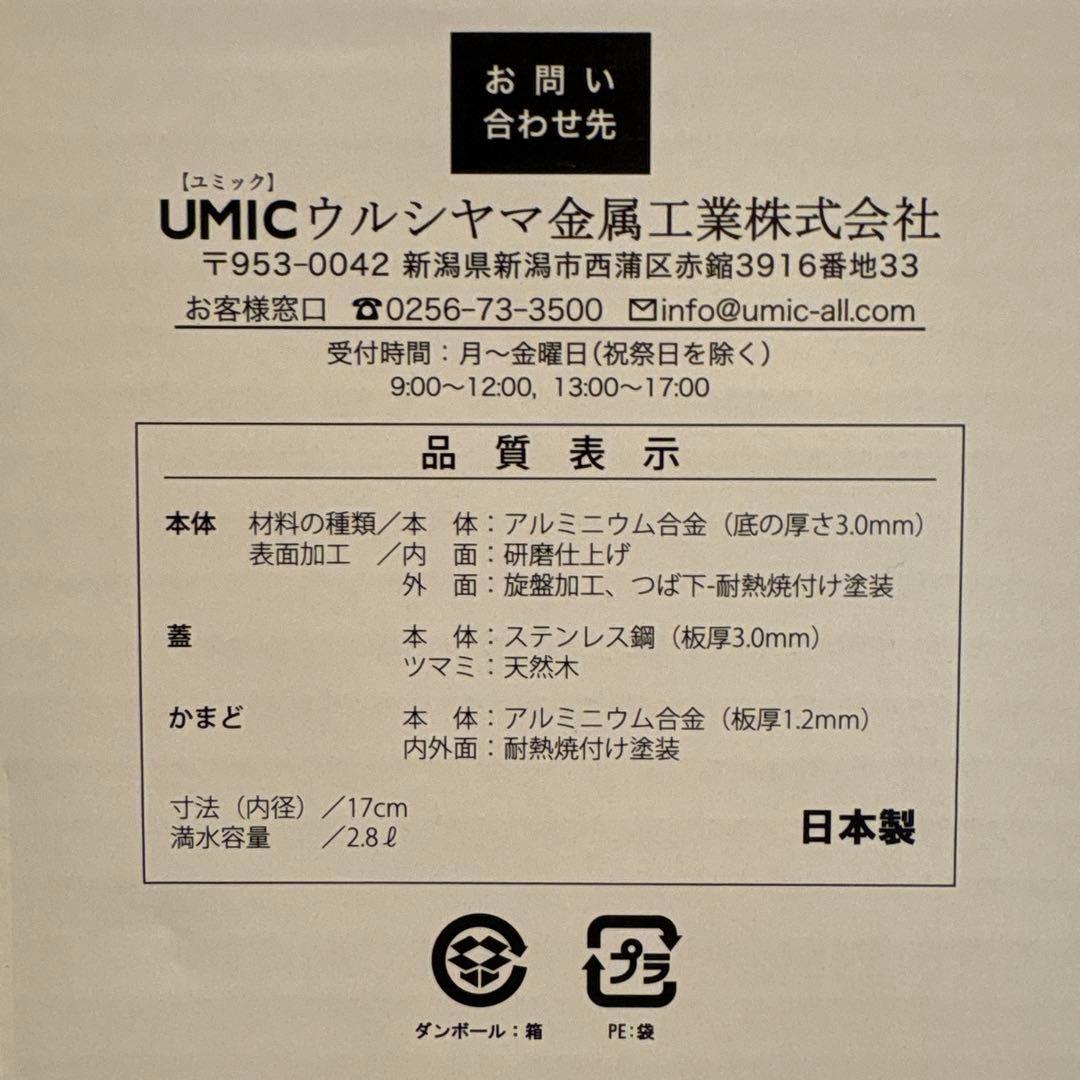 お問い
合わせ先
【ユミック】
UMICウルシヤマ金属工業株式会社
〒953-0042 新潟県新潟市西蒲区赤鏥3916番地33
お客様窓口 ☎0256-73-3500 ✉info@umic-all.com
受付時間：月〜金曜日(祝祭日を除く)
9:00〜12:00, 13:00〜17:00
品質表示
本体 材料の種類／本 体：アルミニウム合金（底の厚さ3.0mm）
表面加工 ／内 面：研磨仕上げ
外 面：旋盤加工、つば下-耐熱焼付け塗装
蓋 本 体：ステンレス鋼（板厚3.0mm）
ツマミ：天然木
かまど 本 体：アルミニウム合金（板厚1.2mm）
内外面：耐熱焼付け塗装
寸法（内径）／17cm
満水容量 ／2.8ℓ
日本製
プラ
ダンボール：箱
PE：袋